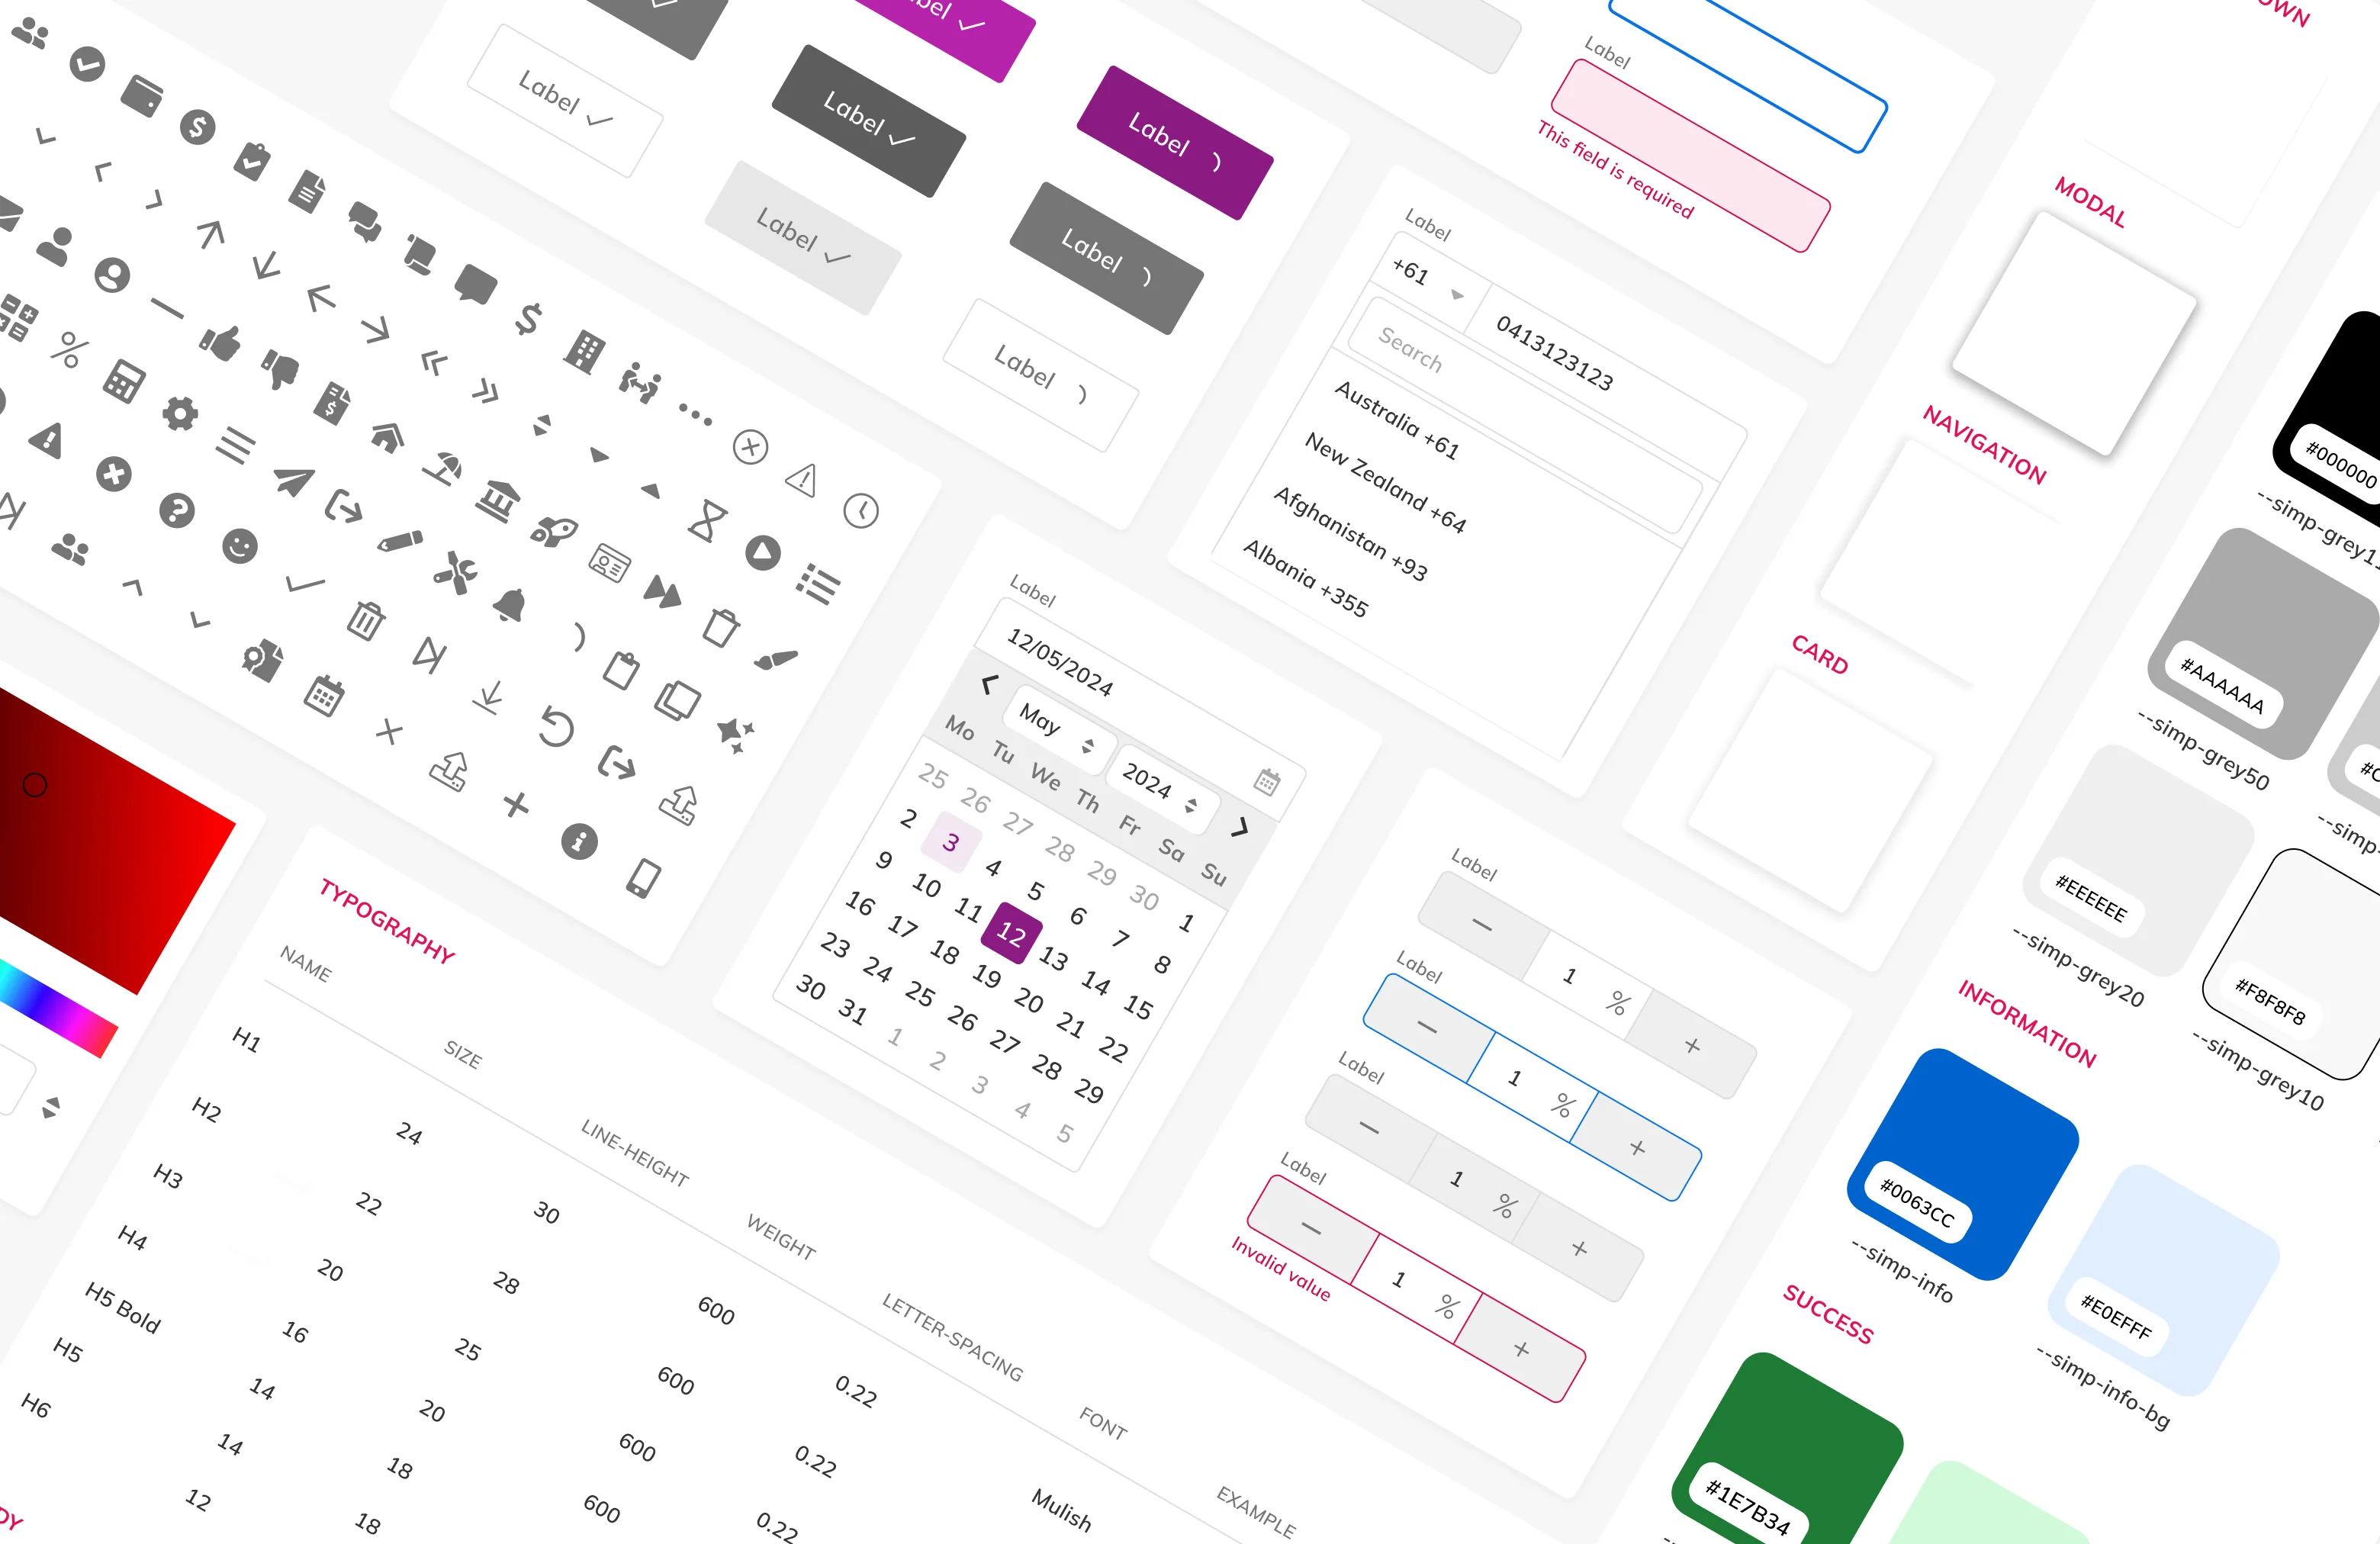 Label
Label
Label
Label
Label
Label
Label
This field is required
Label
+61
0413123123
Search
Australia +61
New Zealand +64
Afghanistan +93
Albania +355
MODAL
NAVIGATION
CARD
#000000
#AAAAAA
--simp-grey50
#EEEEEE
--simp-grey20
#F8F8F8
--simp-grey10
INFORMATION
#0063CC
--simp-info
#E0EFFF
--simp-info-bg
SUCCESS
#1E7B34
Label
12/05/2024
May
2024
Mo Tu We Th Fr Sa Su
25 26 27 28 29 30 1
2 3 4 5 6 7 8
9 10 11 12 13 14 15
16 17 18 19 20 21 22
23 24 25 26 27 28 29
30 31 1 2 3 4 5
Label
1 %
Label
1 %
Label
1 %
Label
1 %
Invalid value
TYPOGRAPHY
NAME SIZE LINE-HEIGHT WEIGHT LETTER-SPACING FONT EXAMPLE
H1 24 30 600 0.22 Mulish
H2 22 28 600 0.22
H3 20 25 600 0.22
H4 16 20 600
H5 Bold 14 18
H5 14 18
H6 12